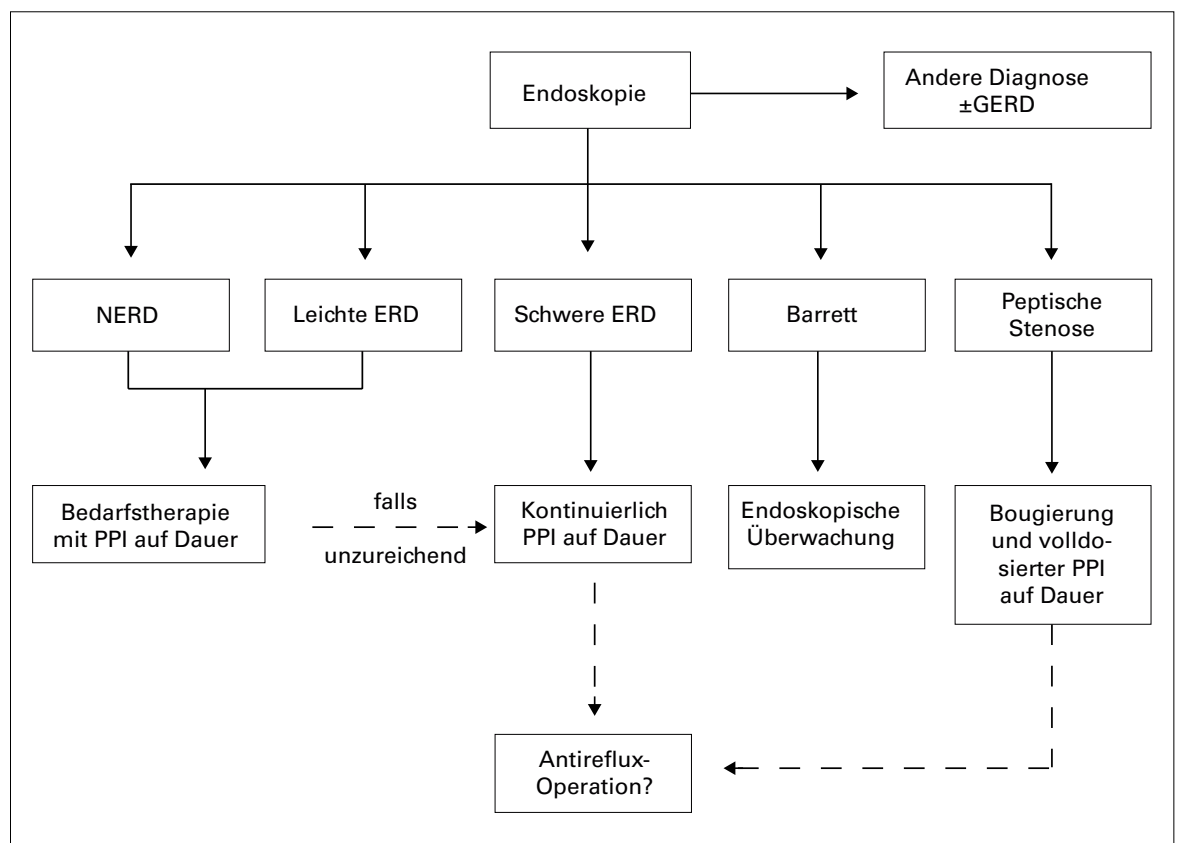 Endoskopie
Andere Diagnose
±GERD
NERD
Leichte ERD
Schwere ERD
Barrett
Peptische
Stenose
Bedarfstherapie
mit PPI auf Dauer
falls
unzureichend
Kontinuierlich
PPI auf Dauer
Endoskopische
Überwachung
Bougierung
und volldo-
sierter PPI
auf Dauer
Antireflux-
Operation?